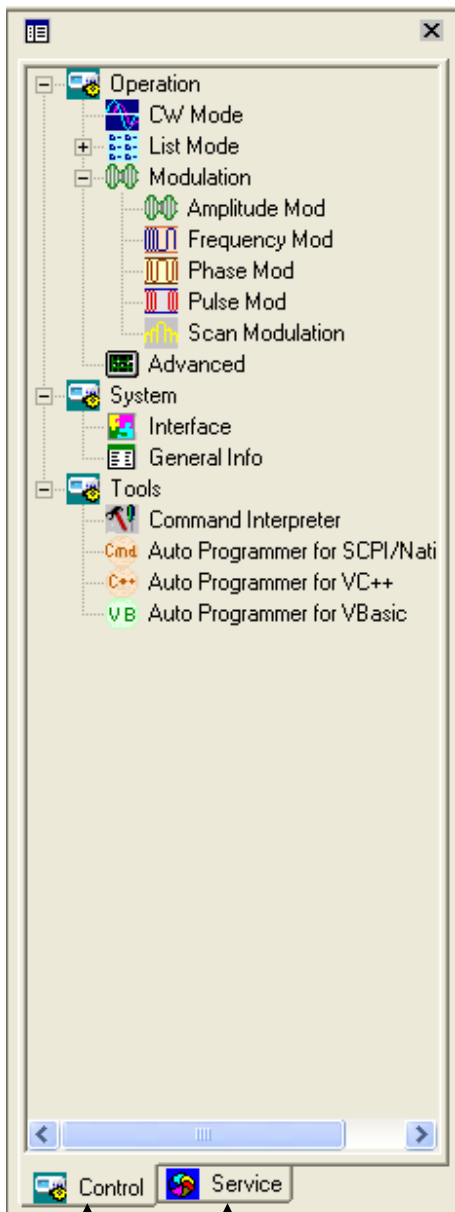 Operation
CW Mode
List Mode
Modulation
Amplitude Mod
Frequency Mod
Phase Mod
Pulse Mod
Scan Modulation
Advanced
System
Interface
General Info
Tools
Command Interpreter
Cmd Auto Programmer for SCPI/Nati
C++ Auto Programmer for VC++
VB Auto Programmer for VBasic
Control Service